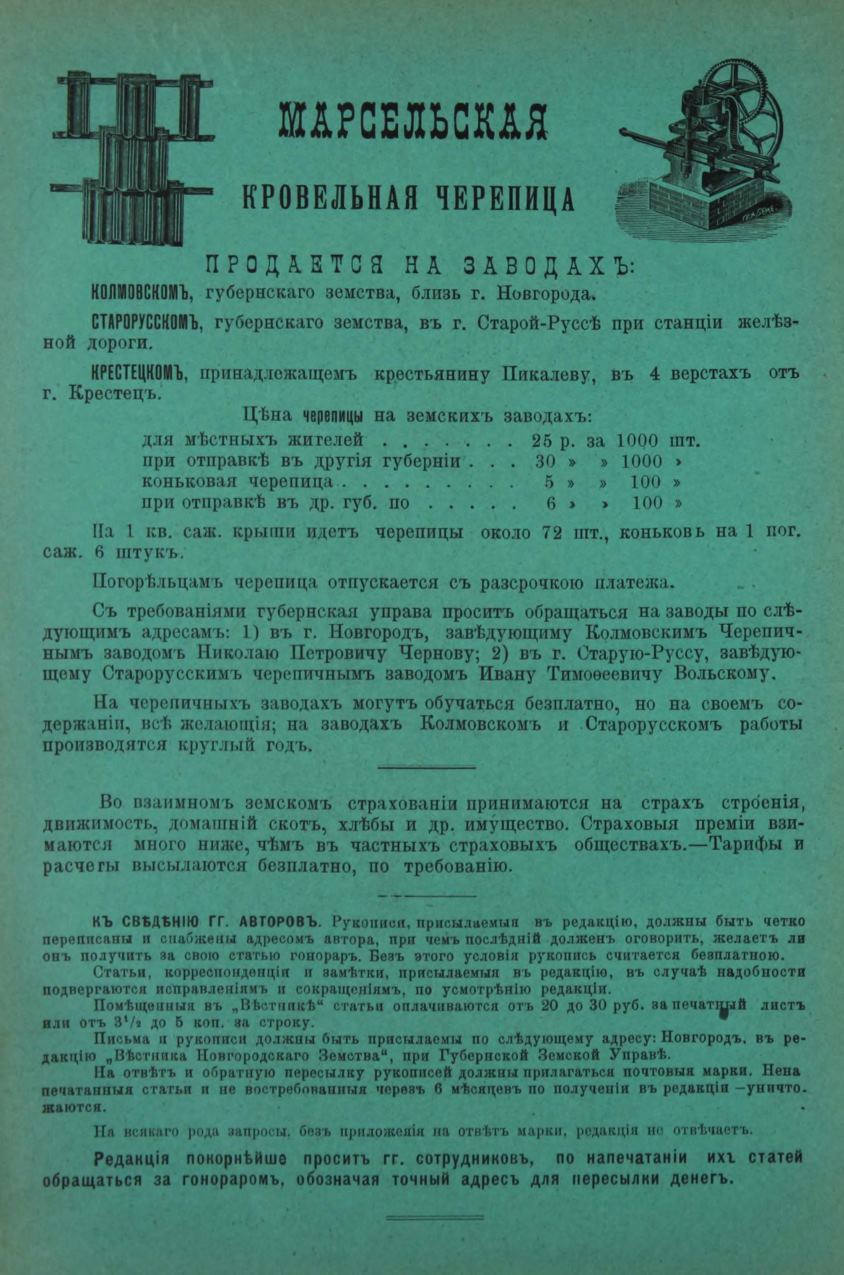 МАРСЕЛЬСКАЯ
КРОВЕЛЬНАЯ ЧЕРЕПИЦА
ПРОДАЕТСЯ НА ЗАВОДАХЪ:
КОЛМОВСКОМЪ, губернскаго земства, близь г. Новгорода.
СТАРОРУССКОМЪ, губернскаго земства, въ г. Старой-Руссѣ при станціи желѣз-
ной дороги.
КРЕСТЕЦКОМЪ, принадлежащемъ крестьянину Пикалеву, въ 4 верстахъ отъ
г. Крестецъ.
Цѣна черепицы на земскихъ заводахъ:
для мѣстныхъ жителей . . . . . . . 25 р. за 1000 шт.
при отправкѣ въ другія губерніи . . . 30 » » 1000 »
коньковая черепица . . . . . . . . . 5 » » 100 »
при отправкѣ въ др. губ. по . . . . . 6 » » 100 »
На 1 кв. саж. крыши идетъ черепицы около 72 шт., коньковъ на 1 пог.
саж. 6 штукъ.
Погорѣльцамъ черепица отпускается съ разсрочкою платежа.
Съ требованіями губернская управа проситъ обращаться на заводы по слѣ-
дующимъ адресамъ: 1) въ г. Новгородъ, завѣдующиму Колмовскимъ Черепич-
нымъ заводомъ Николаю Петровичу Чернову; 2) въ г. Старую-Руссу, завѣдую-
щему Старорусскимъ черепичнымъ заводомъ Ивану Тимоѳеевичу Вольскому.
На черепичныхъ заводахъ могутъ обучаться безплатно, но на своемъ со-
держаніи, всѣ желающія; на заводахъ Колмовскомъ и Старорусскомъ работы
производятся круглый годъ.
Во взаимномъ земскомъ страхованіи принимаются на страхъ строенія,
движимость, домашній скотъ, хлѣбы и др. имущество. Страховыя преміи взи-
маются много ниже, чѣмъ въ частныхъ страховыхъ обществахъ.—Тарифы и
расчеты высылаются безплатно, по требованію.
КЪ СВѢДѢНІЮ ГГ. АВТОРОВЪ. Рукописи, присылаемыя въ редакцію, должны быть четко
переписаны и снабжены адресомъ автора, при чемъ послѣдній долженъ оговорить, желаетъ ли
онъ получить за свою статью гонораръ. Безъ этого условія рукопись считается безплатною.
Статьи, корреспонденціи и замѣтки, присылаемыя въ редакцію, въ случаѣ надобности
подвергаются исправленіямъ и сокращеніямъ, по усмотрѣнію редакціи.
Помѣщенныя въ „Вѣстникѣ“ статьи оплачиваются отъ 20 до 30 руб. за печатный листъ
или отъ 3¹/₂ до 5 коп. за строку.
Письма и рукописи должны быть присылаемы по слѣдующему адресу: Новгородъ, въ ре-
дакцію „Вѣстника Новгородскаго Земства“, при Губернской Земской Управѣ.
На отвѣтъ и обратную пересылку рукописей должны прилагаться почтовыя марки. Нена
печатанныя статьи и не востребованныя черезъ 6 мѣсяцевъ по полученіи въ редакціи –уничто.
жаются.
На всякаго рода запросы, безъ приложенія на отвѣтъ марки, редакція не отвѣчаетъ.
Редакція покорнѣйше проситъ гг. сотрудниковъ, по напечатаніи ихъ статей
обращаться за гонораромъ, обозначая точный адресъ для пересылки денегъ.